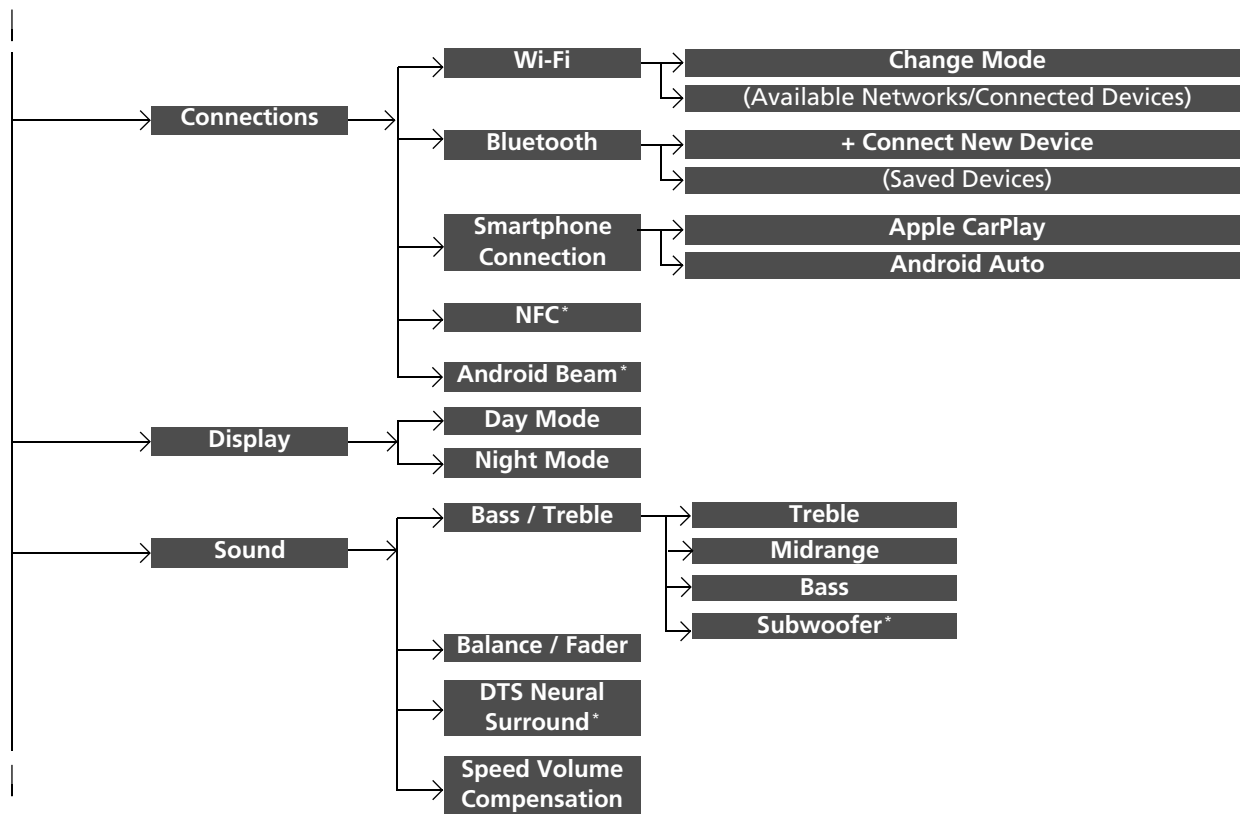 Wi-Fi
Change Mode
(Available Networks/Connected Devices)
Connections
Bluetooth
+ Connect New Device
(Saved Devices)
Smartphone
Connection
Apple CarPlay
Android Auto
NFC*
Android Beam*
Display
Day Mode
Night Mode
Sound
Bass / Treble
Treble
Midrange
Bass
Subwoofer*
Balance / Fader
DTS Neural
Surround*
Speed Volume
Compensation